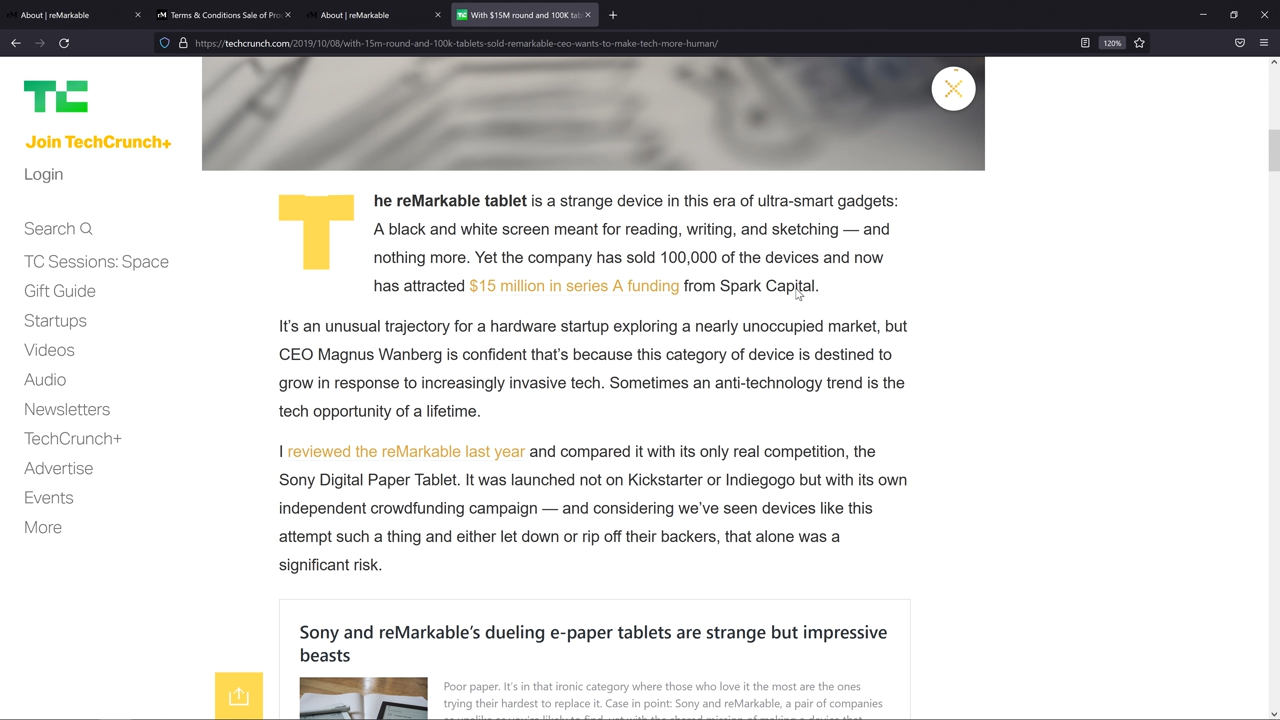 About | reMarkable
Terms & Conditions Sale of Pro
About | reMarkable
With $15M round and 100K tab
https://techcrunch.com/2019/10/08/with-15m-round-and-100k-tablets-sold-remarkable-ceo-wants-to-make-tech-more-human/
120%
TC
Join TechCrunch+
Login
Search
TC Sessions: Space
Gift Guide
Startups
Videos
Audio
Newsletters
TechCrunch+
Advertise
Events
More
The reMarkable tablet is a strange device in this era of ultra-smart gadgets:
A black and white screen meant for reading, writing, and sketching — and
nothing more. Yet the company has sold 100,000 of the devices and now
has attracted $15 million in series A funding from Spark Capital.
It's an unusual trajectory for a hardware startup exploring a nearly unoccupied market, but
CEO Magnus Wanberg is confident that's because this category of device is destined to
grow in response to increasingly invasive tech. Sometimes an anti-technology trend is the
tech opportunity of a lifetime.
I reviewed the reMarkable last year and compared it with its only real competition, the
Sony Digital Paper Tablet. It was launched not on Kickstarter or Indiegogo but with its own
independent crowdfunding campaign — and considering we've seen devices like this
attempt such a thing and either let down or rip off their backers, that alone was a
significant risk.
Sony and reMarkable's dueling e-paper tablets are strange but impressive
beasts
Poor paper. It's in that ironic category where those who love it the most are the ones
trying their hardest to replace it. Case in point: Sony and reMarkable, a pair of companies